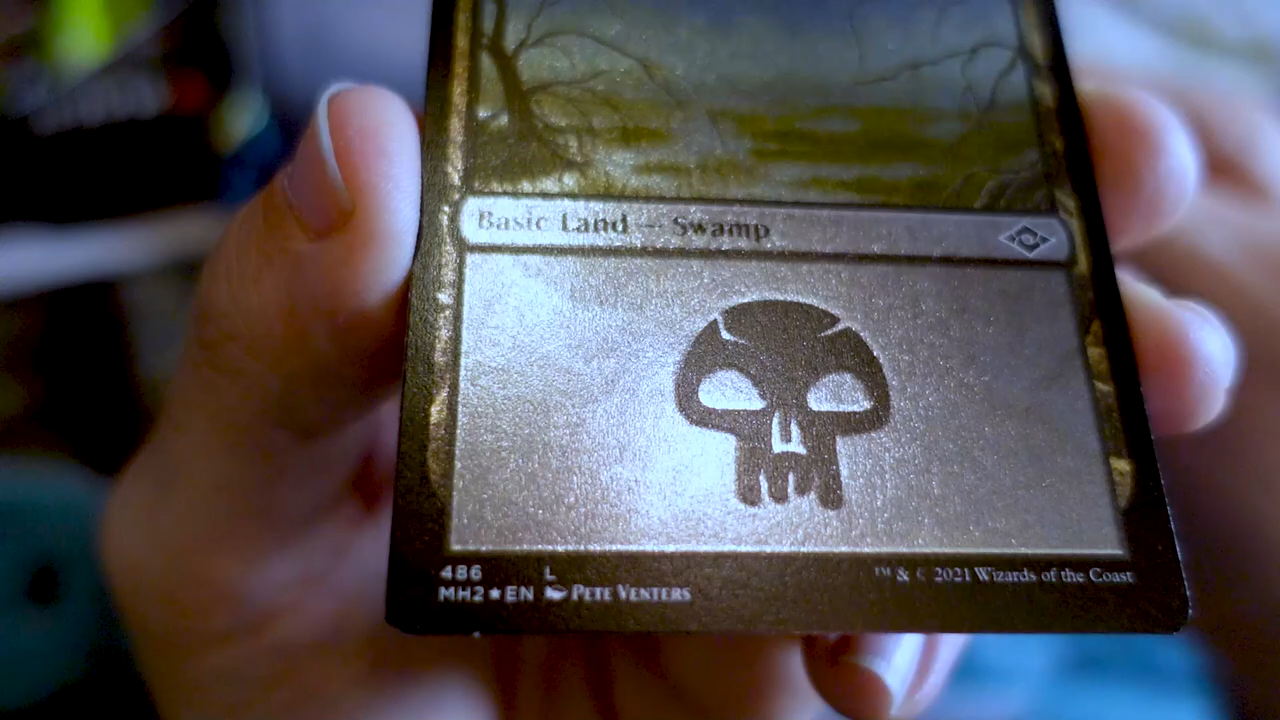 Basic Land — Swamp
486 L
MH2★EN PETE VENTERS
™ & © 2021 Wizards of the Coast